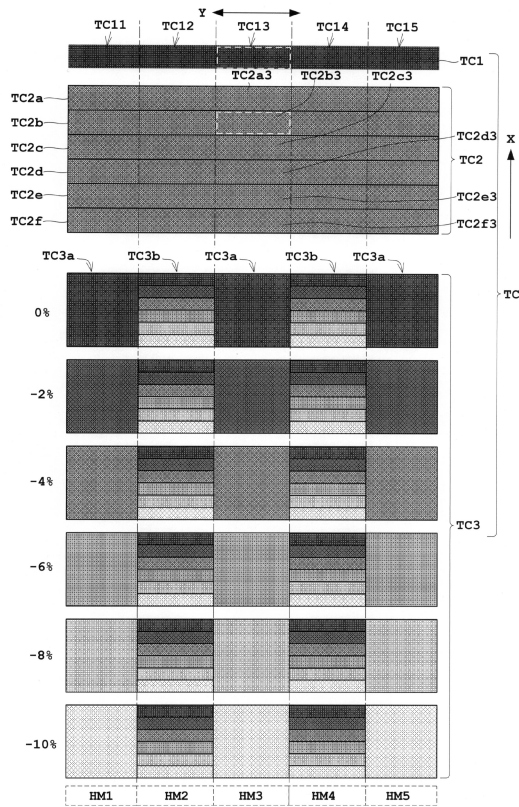 TC11 TC12 Y TC13 TC14 TC15
TC1
TC2a3 TC2b3 TC2c3
TC2a
TC2b
TC2c
TC2d TC2d3
TC2 X
TC2e TC2e3
TC2f TC2f3
TC3a TC3b TC3a TC3b TC3a
TC
0%
-2%
-4%
TC3
-6%
-8%
-10%
HM1 HM2 HM3 HM4 HM5